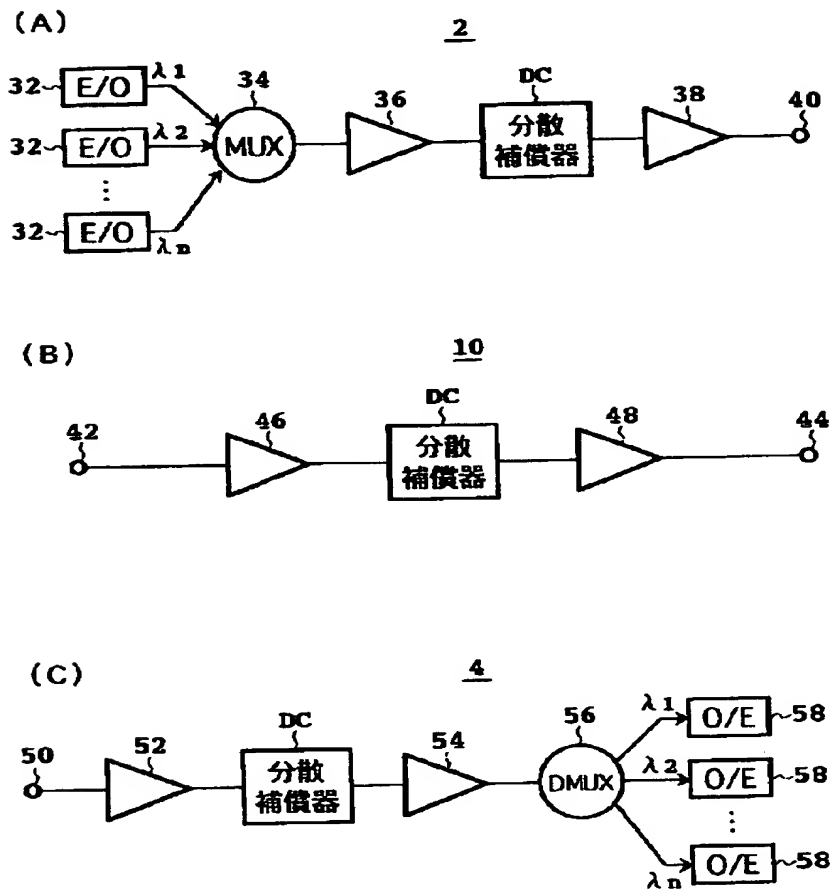 (A)
2
32 E/O λ1
32 E/O λ2
⋮
32 E/O λn
34
MUX
36
DC
分散
補償器
38
40
(B)
10
42
46
DC
分散
補償器
48
44
(C)
4
50
52
DC
分散
補償器
54
56
DMUX
λ1 O/E 58
λ2 O/E 58
⋮
λn O/E 58